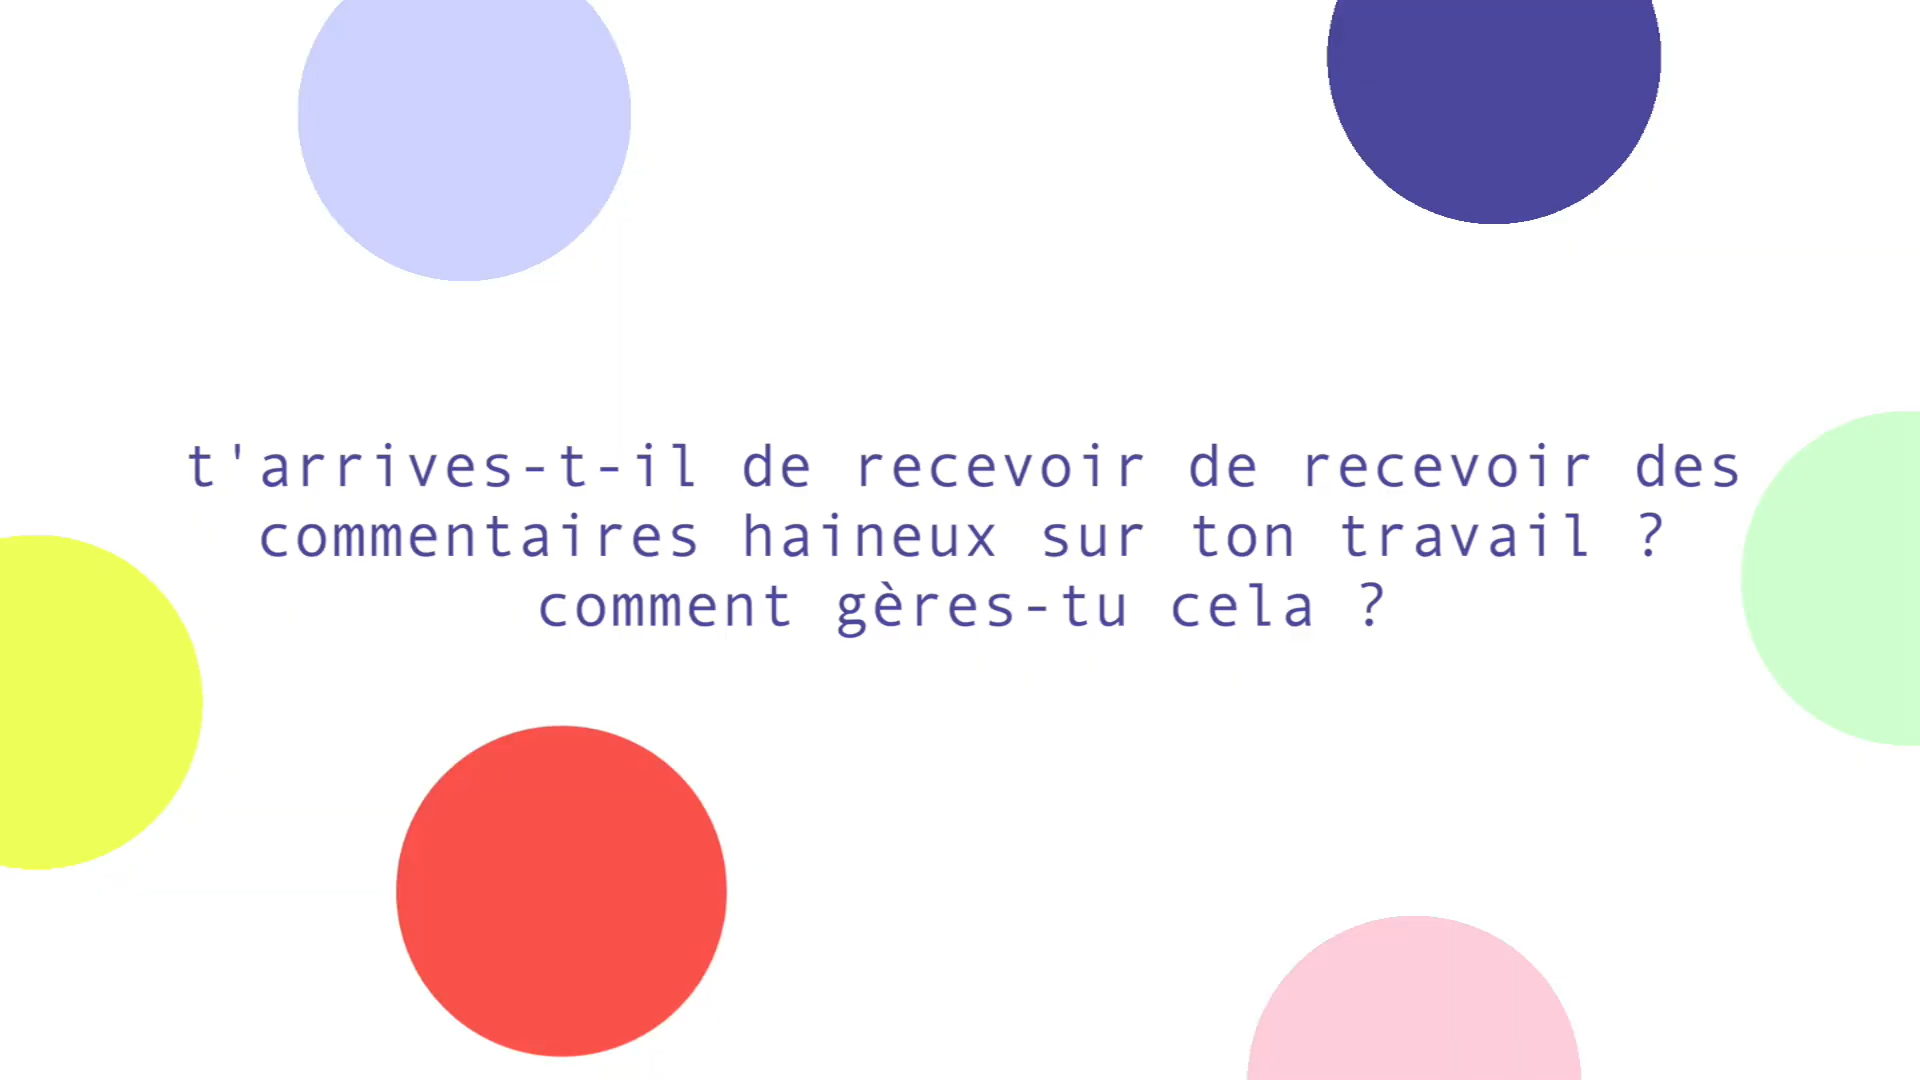 t'arrives-t-il de recevoir de recevoir des
commentaires haineux sur ton travail ?
comment gères-tu cela ?